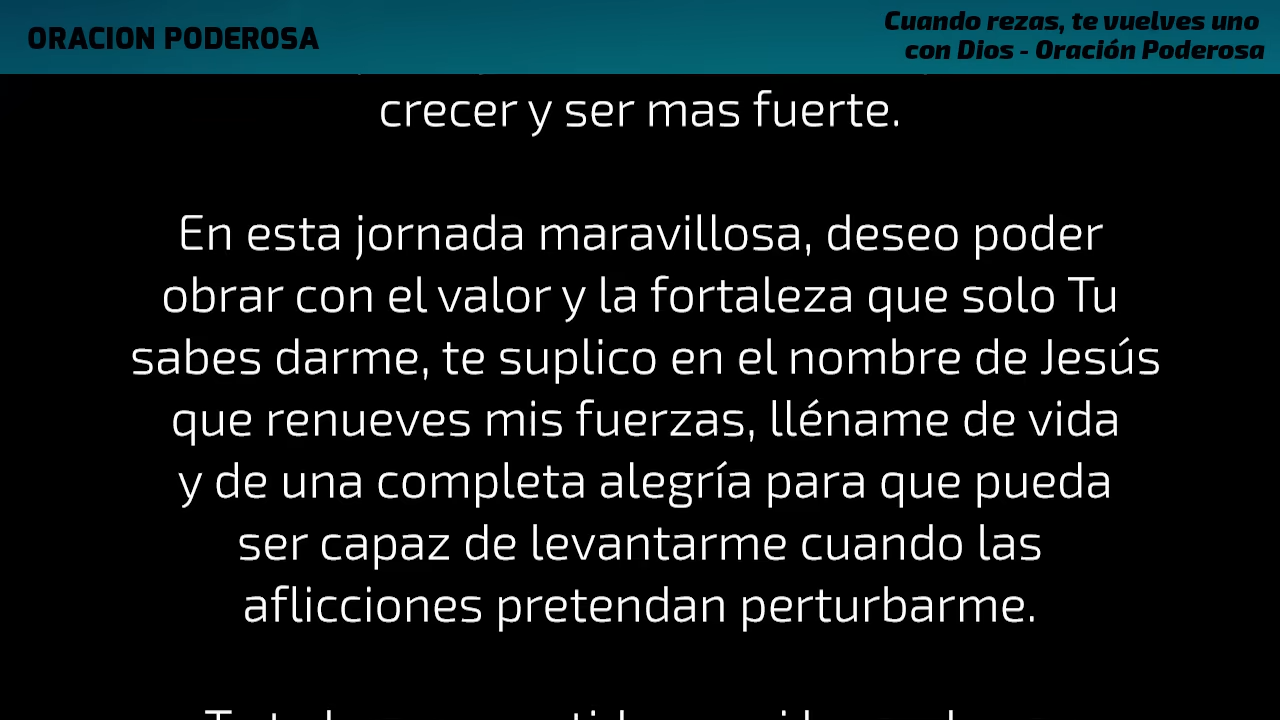 ORACION PODEROSA
Cuando rezas, te vuelves uno
con Dios - Oración Poderosa
crecer y ser mas fuerte.
En esta jornada maravillosa, deseo poder
obrar con el valor y la fortaleza que solo Tu
sabes darme, te suplico en el nombre de Jesús
que renueves mis fuerzas, lléname de vida
y de una completa alegría para que pueda
ser capaz de levantarme cuando las
aflicciones pretendan perturbarme.